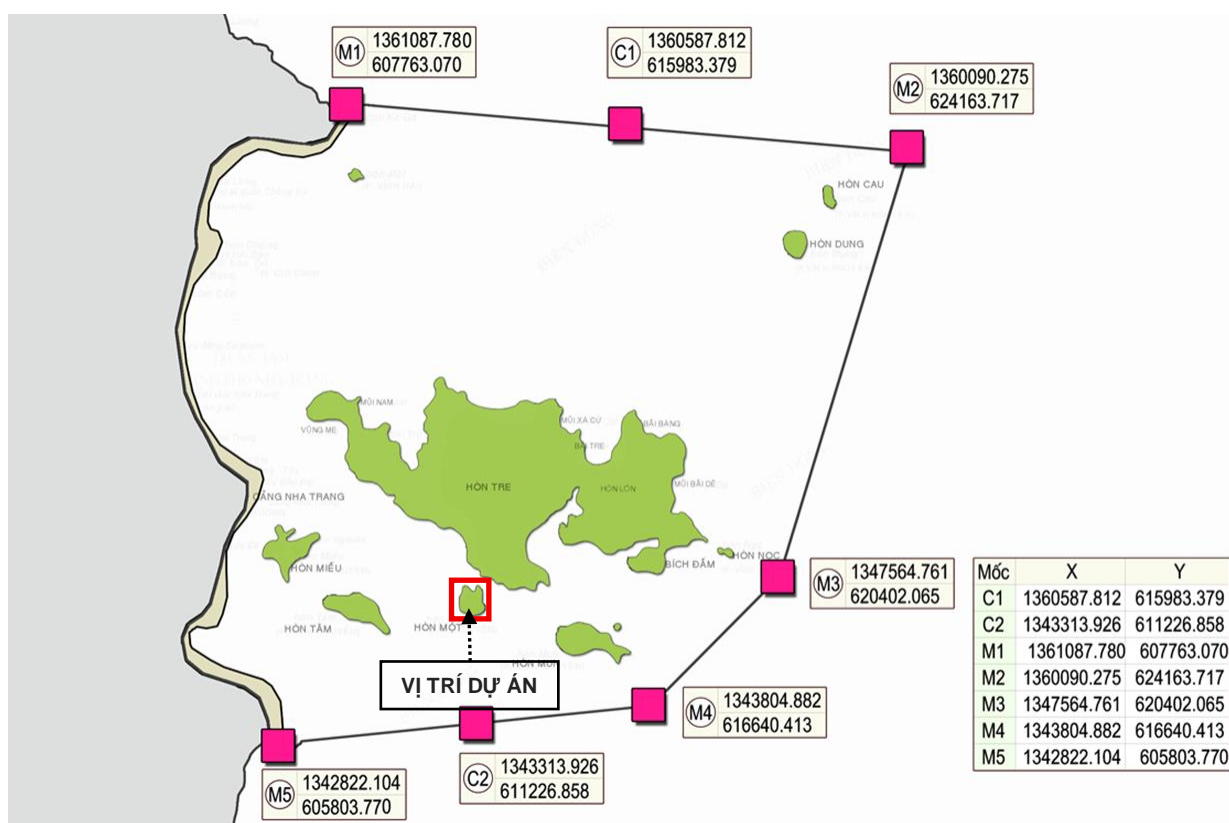 M1
1361087.780
607763.070
C1
1360587.812
615983.379
M2
1360090.275
624163.717
HÒN CAU
HÒN DUNG
MŨI NAM
VŨNG ME
MŨI XÀ CỪ
BÃI TRE
BÃI BÀNG
HÒN TRE
HÒN LỚN
MŨI BÃI DÊ
CẢNG NHA TRANG
HÒN MIỄU
BÍCH ĐẦM
HÒN NỌC
HÒN TẦM
HÒN MỘT
HÒN MUN
VỊ TRÍ DỰ ÁN
M3
1347564.761
620402.065
M4
1343804.882
616640.413
C2
1343313.926
611226.858
M5
1342822.104
605803.770
Mốc X Y
C1 1360587.812 615983.379
C2 1343313.926 611226.858
M1 1361087.780 607763.070
M2 1360090.275 624163.717
M3 1347564.761 620402.065
M4 1343804.882 616640.413
M5 1342822.104 605803.770